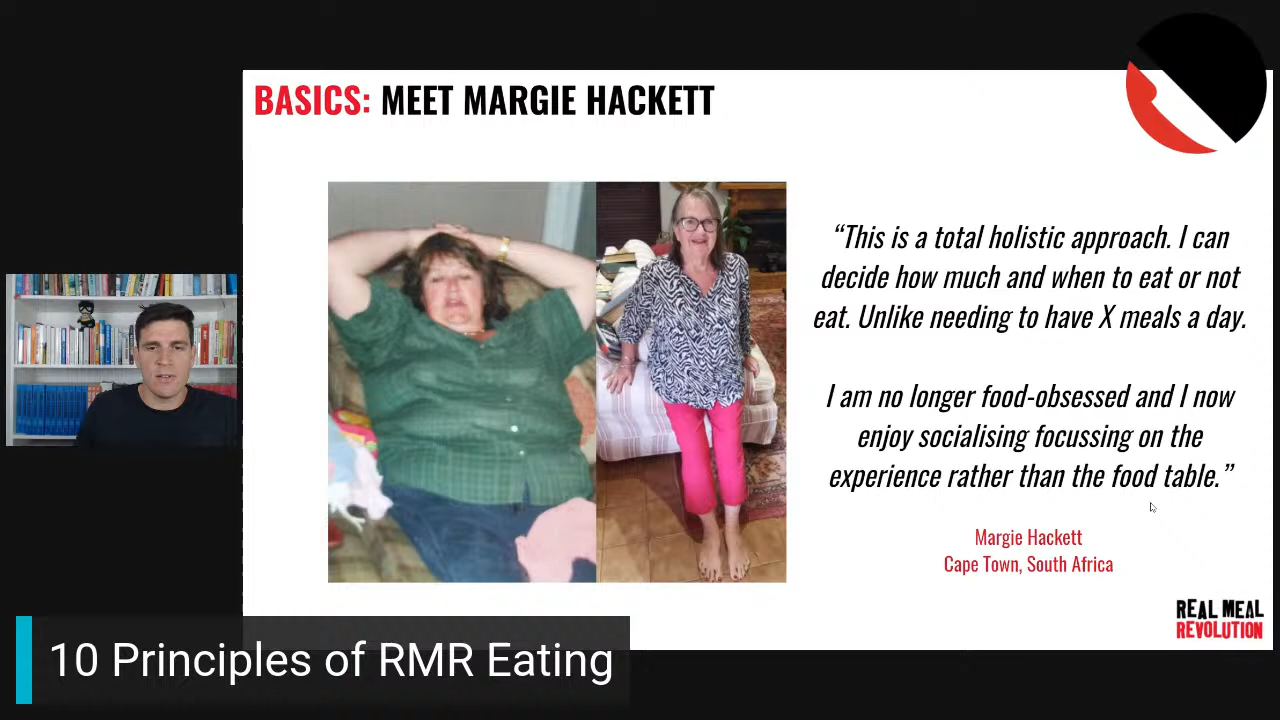 BASICS: MEET MARGIE HACKETT
“This is a total holistic approach. I can
decide how much and when to eat or not
eat. Unlike needing to have X meals a day.
I am no longer food-obsessed and I now
enjoy socialising focussing on the
experience rather than the food table.”
Margie Hackett
Cape Town, South Africa
REAL MEAL
REVOLUTION
10 Principles of RMR Eating